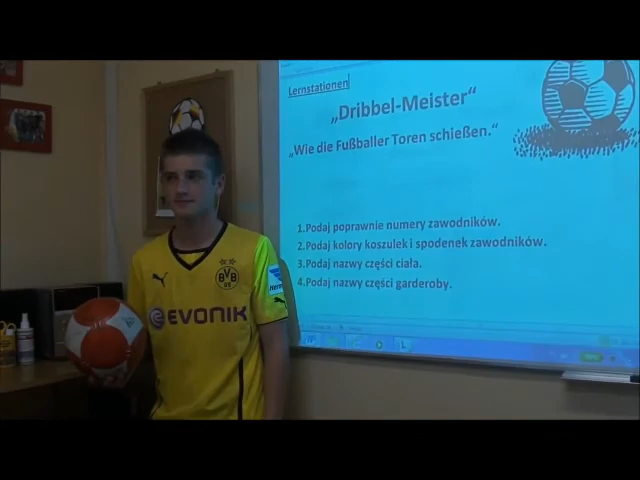 Lernstationen
„Dribbel-Meister“
„Wie die Fußballer Toren schießen.“
1.Podaj poprawnie numery zawodników.
2.Podaj kolory koszulek i spodenek zawodników.
3.Podaj nazwy części ciała.
4.Podaj nazwy części garderoby.
BVB
09
EVONIK